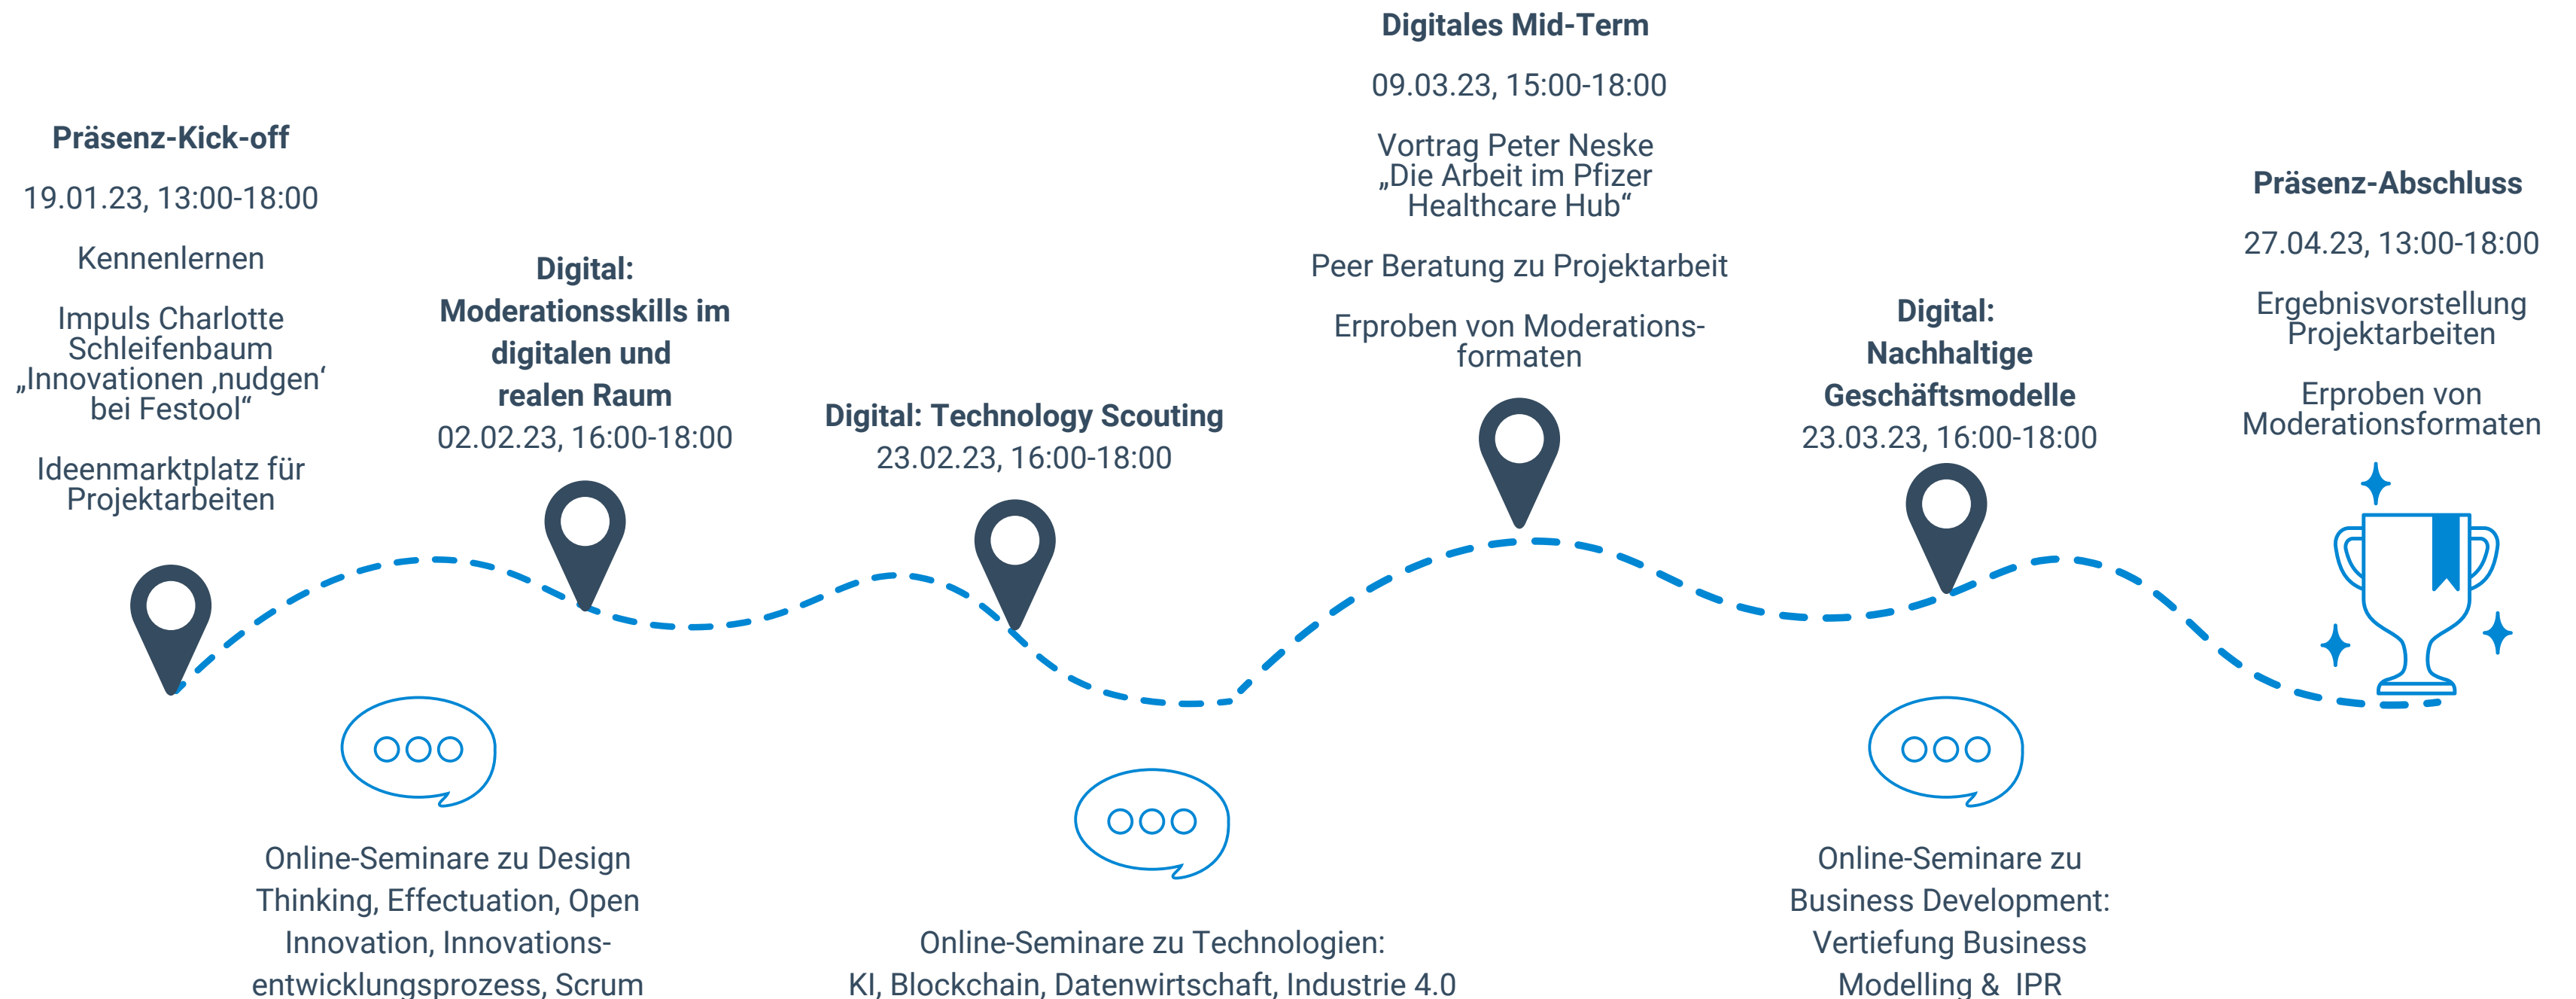 Präsenz-Kick-off
19.01.23, 13:00-18:00
Kennenlernen
Impuls Charlotte
Schleifenbaum
„Innovationen ‚nudgen‘
bei Festool“
Ideenmarktplatz für
Projektarbeiten
Digital:
Moderationsskills im
digitalen und
realen Raum
02.02.23, 16:00-18:00
Digital: Technology Scouting
23.02.23, 16:00-18:00
Digitales Mid-Term
09.03.23, 15:00-18:00
Vortrag Peter Neske
„Die Arbeit im Pfizer
Healthcare Hub“
Peer Beratung zu Projektarbeit
Erproben von Moderations-
formaten
Digital:
Nachhaltige
Geschäftsmodelle
23.03.23, 16:00-18:00
Präsenz-Abschluss
27.04.23, 13:00-18:00
Ergebnisvorstellung
Projektarbeiten
Erproben von
Moderationsformaten
Online-Seminare zu Design
Thinking, Effectuation, Open
Innovation, Innovations-
entwicklungsprozess, Scrum
Online-Seminare zu Technologien:
KI, Blockchain, Datenwirtschaft, Industrie 4.0
Online-Seminare zu
Business Development:
Vertiefung Business
Modelling & IPR